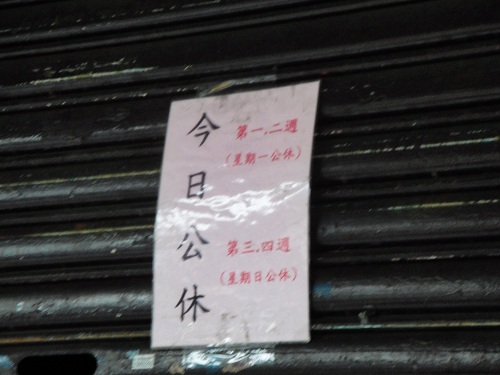 今日公休
第一.二週
(星期一公休)
第三.四週
(星期日公休)